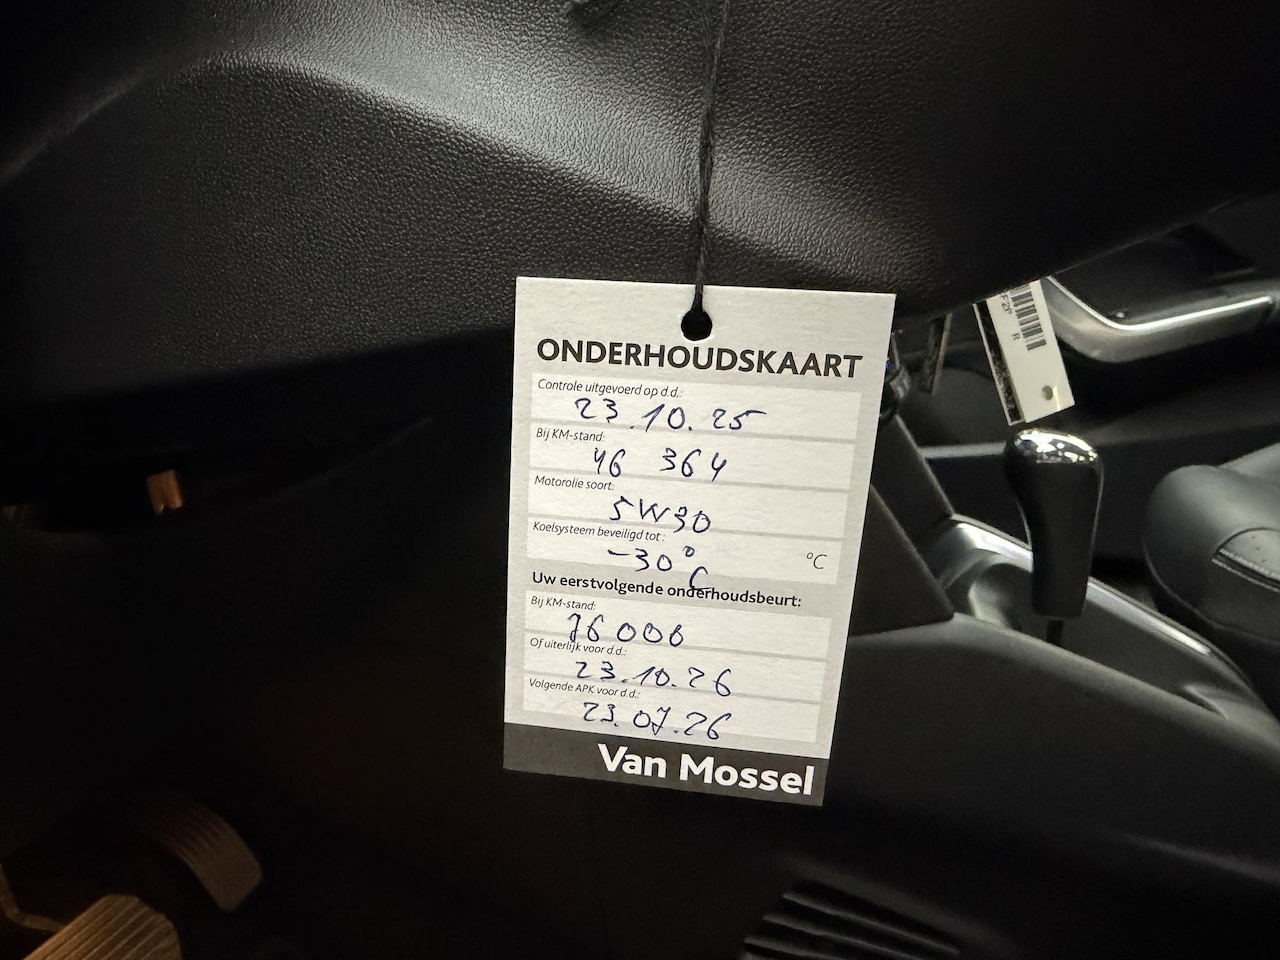 ONDERHOUDSKAART
Controle uitgevoerd op d.d.:
23.10.25
Bij KM-stand:
46 364
Motorolie soort:
5W30
Koelsysteem beveiligd tot:
-30°C °C
Uw eerstvolgende onderhoudsbeurt:
Bij KM-stand:
76000
Of uiterlijk voor d.d.:
23.10.26
Volgende APK voor d.d.:
23.07.26
Van Mossel
R